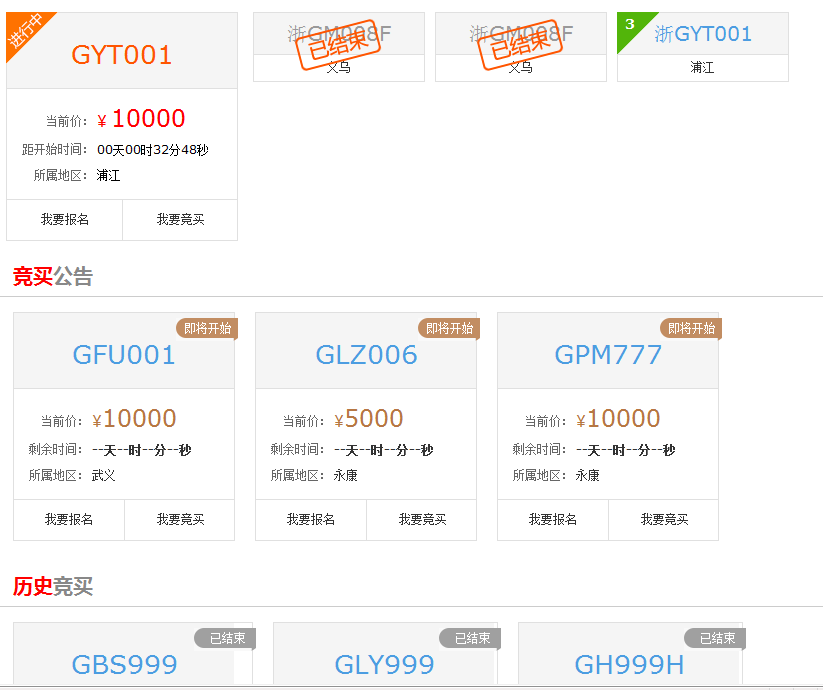 进行中
GYT001
当前价: ￥10000
距开始时间: 00天00时32分48秒
所属地区: 浦江
我要报名 我要竞买
浙GM008F
已结束
义乌
浙GM008F
已结束
义乌
3
浙GYT001
浦江
竞买公告
即将开始
GFU001
当前价: ¥10000
剩余时间: --天--时--分--秒
所属地区: 武义
我要报名 我要竞买
即将开始
GLZ006
当前价: ¥5000
剩余时间: --天--时--分--秒
所属地区: 永康
我要报名 我要竞买
即将开始
GPM777
当前价: ¥10000
剩余时间: --天--时--分--秒
所属地区: 永康
我要报名 我要竞买
历史竞买
已结束
GBS999
已结束
GLY999
已结束
GH999H